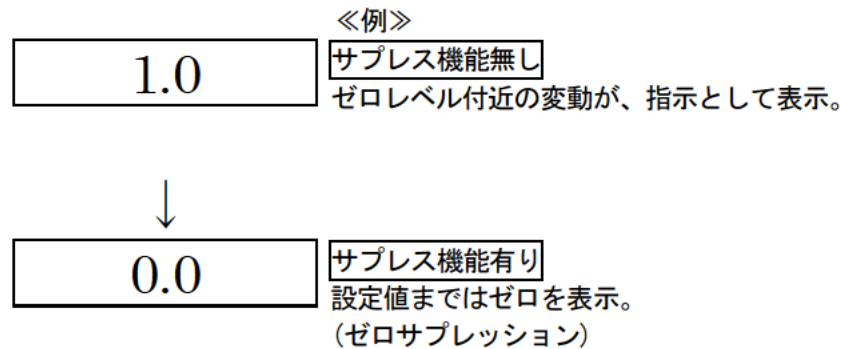 ≪例≫
1.0
サプレス機能無し
ゼロレベル付近の変動が、指示として表示。
↓
0.0
サプレス機能有り
設定値まではゼロを表示。
(ゼロサプレッション)